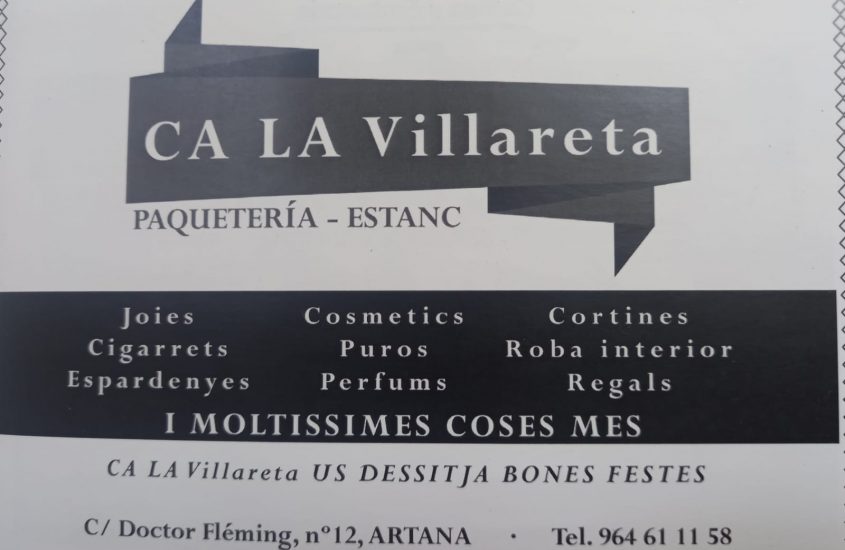 CA LA Villareta
PAQUETERÍA - ESTANC
Joies Cosmetics Cortines
Cigarrets Puros Roba interior
Espardenyes Perfums Regals
I MOLTISSIMES COSES MES
CA LA Villareta US DESSITJA BONES FESTES
C/ Doctor Fléming, nº12, ARTANA · Tel. 964 61 11 58